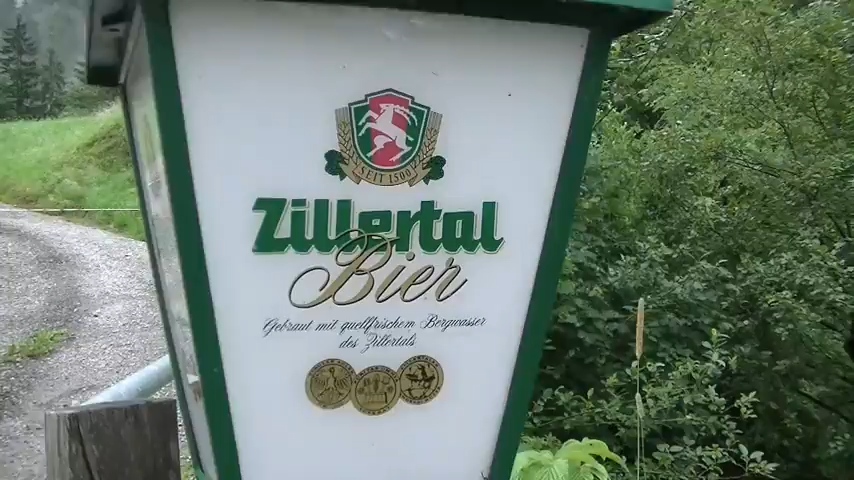 SEIT 1500
Zillertal
Bier
Gebraut mit quellfrischem Bergwasser
des Zillertals